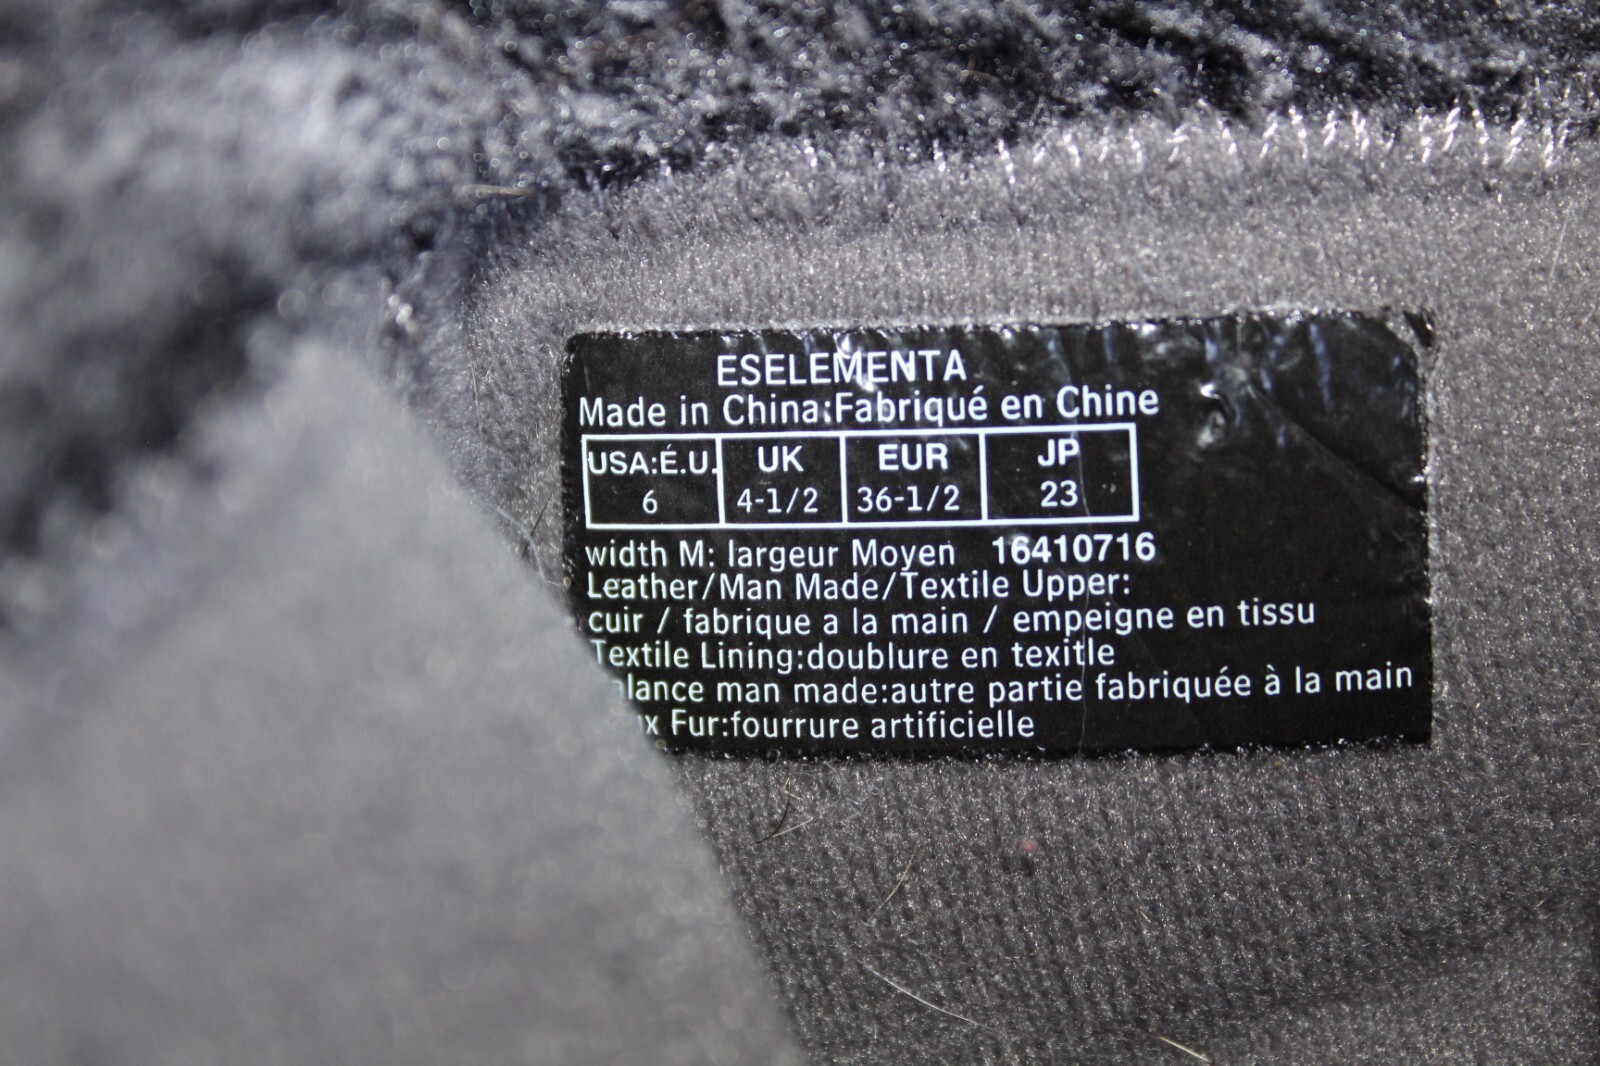 ESELEMENTA
Made in China:Fabriqué en Chine
USA:É.U. UK EUR JP
6 4-1/2 36-1/2 23
width M: largeur Moyen 16410716
Leather/Man Made/Textile Upper:
cuir / fabrique a la main / empeigne en tissu
Textile Lining:doublure en texitle
man made:autre partie fabriquée à la main
Fur:fourrure artificielle